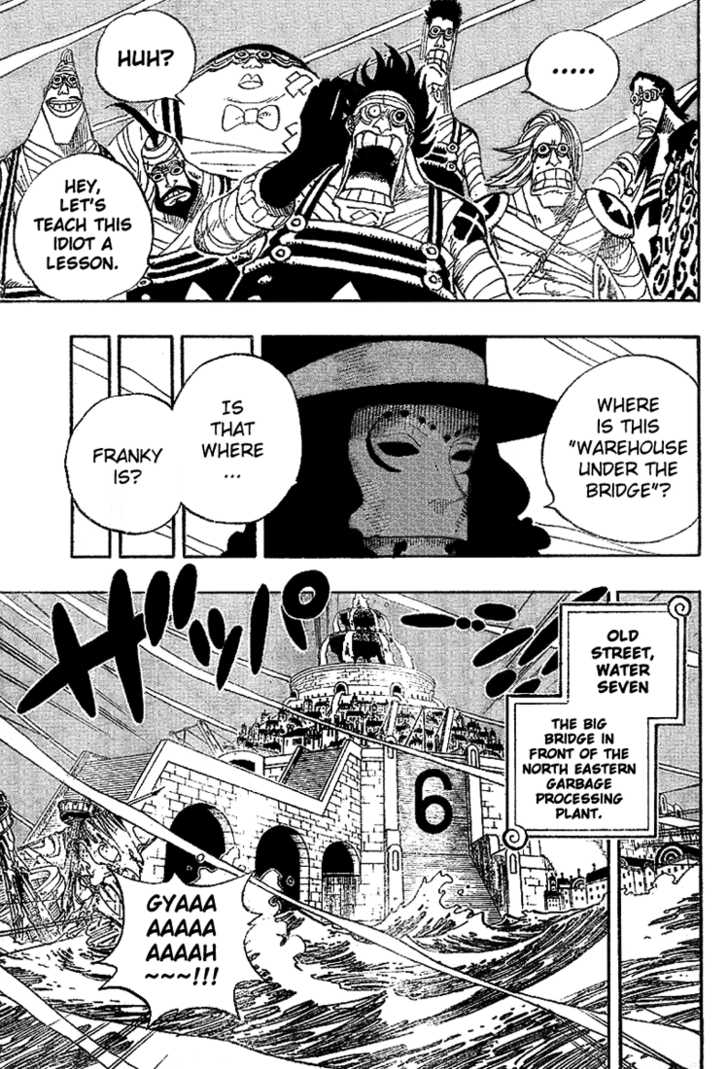 .....
HUH?
HEY,
LET'S
TEACH THIS
IDIOT A
LESSON.
WHERE
IS THIS
"WAREHOUSE
UNDER THE
BRIDGE"?
IS
THAT
WHERE
...
FRANKY
IS?
OLD
STREET,
WATER
SEVEN
THE BIG
BRIDGE IN
FRONT OF THE
NORTH EASTERN
GARBAGE
PROCESSING
PLANT.
ザッパ
6
GYAAA
AAAAA
AAAAH
~~~!!!